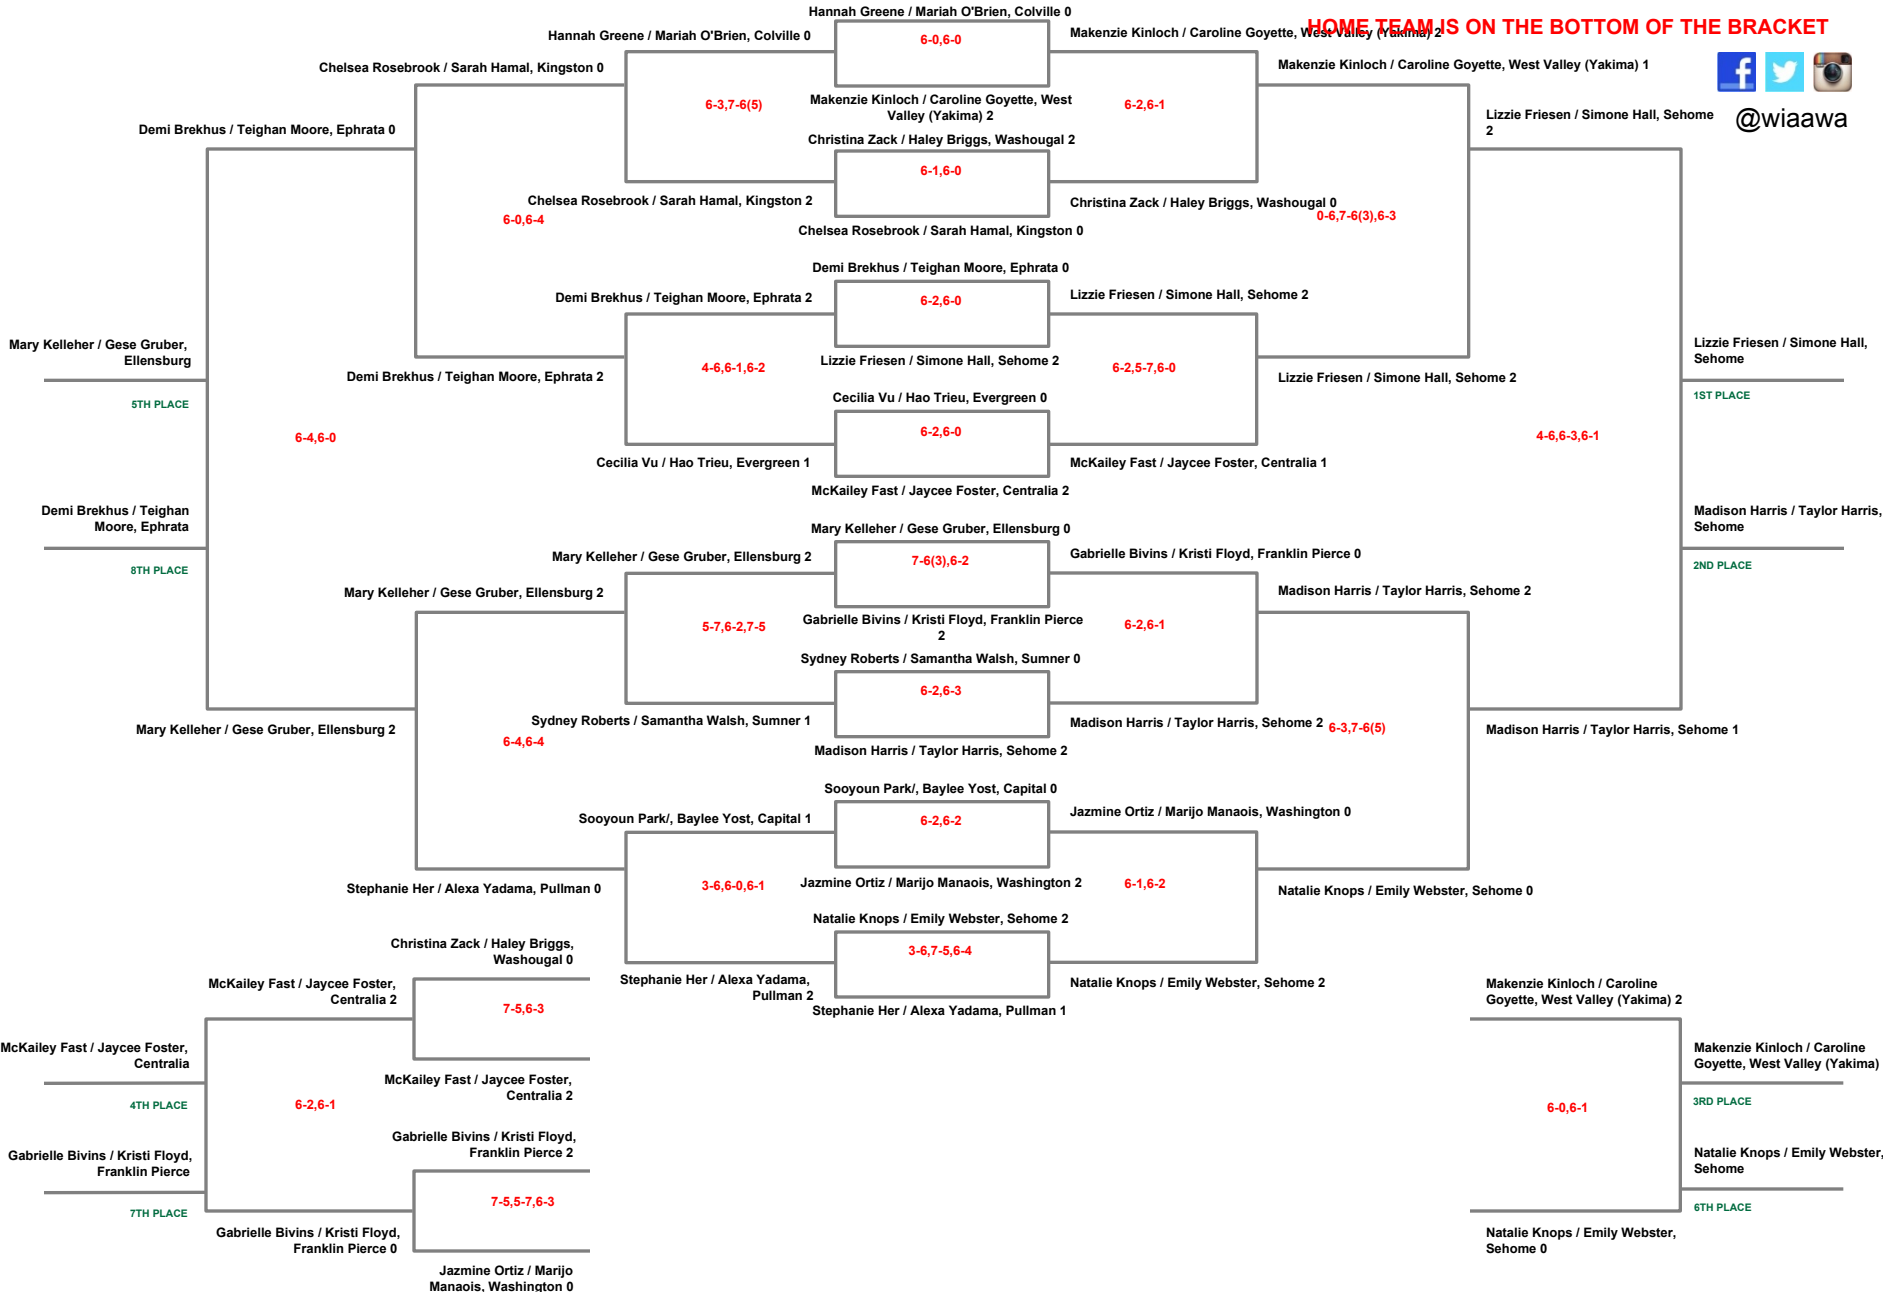 Hannah Greene / Mariah O'Brien, Colville 0
HOME TEAM IS ON THE BOTTOM OF THE BRACKET
Hannah Greene / Mariah O'Brien, Colville 0
6-0,6-0
Makenzie Kinloch / Caroline Goyette, West Valley (Yakima) 2
Chelsea Rosebrook / Sarah Hamal, Kingston 0
Makenzie Kinloch / Caroline Goyette, West Valley (Yakima) 1
6-3,7-6(5)
Makenzie Kinloch / Caroline Goyette, West
Valley (Yakima) 2
6-2,6-1
Lizzie Friesen / Simone Hall, Sehome
2
@wiaawa
Demi Brekhus / Teighan Moore, Ephrata 0
Christina Zack / Haley Briggs, Washougal 2
6-1,6-0
Chelsea Rosebrook / Sarah Hamal, Kingston 2
Christina Zack / Haley Briggs, Washougal 0
6-0,6-4
0-6,7-6(3),6-3
Chelsea Rosebrook / Sarah Hamal, Kingston 0
Demi Brekhus / Teighan Moore, Ephrata 0
Demi Brekhus / Teighan Moore, Ephrata 2
6-2,6-0
Lizzie Friesen / Simone Hall, Sehome 2
Mary Kelleher / Gese Gruber,
Ellensburg
Lizzie Friesen / Simone Hall,
Sehome
4-6,6-1,6-2
Lizzie Friesen / Simone Hall, Sehome 2
6-2,5-7,6-0
Demi Brekhus / Teighan Moore, Ephrata 2
Lizzie Friesen / Simone Hall, Sehome 2
5TH PLACE
Cecilia Vu / Hao Trieu, Evergreen 0
1ST PLACE
6-4,6-0
6-2,6-0
4-6,6-3,6-1
Cecilia Vu / Hao Trieu, Evergreen 1
McKailey Fast / Jaycee Foster, Centralia 1
McKailey Fast / Jaycee Foster, Centralia 2
Demi Brekhus / Teighan
Moore, Ephrata
Madison Harris / Taylor Harris,
Sehome
Mary Kelleher / Gese Gruber, Ellensburg 0
Mary Kelleher / Gese Gruber, Ellensburg 2
7-6(3),6-2
Gabrielle Bivins / Kristi Floyd, Franklin Pierce 0
8TH PLACE
2ND PLACE
Mary Kelleher / Gese Gruber, Ellensburg 2
Madison Harris / Taylor Harris, Sehome 2
5-7,6-2,7-5
Gabrielle Bivins / Kristi Floyd, Franklin Pierce
2
6-2,6-1
Sydney Roberts / Samantha Walsh, Sumner 0
6-2,6-3
Sydney Roberts / Samantha Walsh, Sumner 1
Madison Harris / Taylor Harris, Sehome 2
6-3,7-6(5)
Mary Kelleher / Gese Gruber, Ellensburg 2
Madison Harris / Taylor Harris, Sehome 1
6-4,6-4
Madison Harris / Taylor Harris, Sehome 2
Sooyoun Park/, Baylee Yost, Capital 0
Sooyoun Park/, Baylee Yost, Capital 1
6-2,6-2
Jazmine Ortiz / Marijo Manaois, Washington 0
Stephanie Her / Alexa Yadama, Pullman 0
3-6,6-0,6-1
Jazmine Ortiz / Marijo Manaois, Washington 2
6-1,6-2
Natalie Knops / Emily Webster, Sehome 0
Natalie Knops / Emily Webster, Sehome 2
Christina Zack / Haley Briggs,
Washougal 0
3-6,7-5,6-4
McKailey Fast / Jaycee Foster,
Centralia 2
Stephanie Her / Alexa Yadama,
Pullman 2
Natalie Knops / Emily Webster, Sehome 2
Makenzie Kinloch / Caroline
Goyette, West Valley (Yakima) 2
7-5,6-3
Stephanie Her / Alexa Yadama, Pullman 1
McKailey Fast / Jaycee Foster,
Centralia
Makenzie Kinloch / Caroline
Goyette, West Valley (Yakima)
McKailey Fast / Jaycee Foster,
Centralia 2
4TH PLACE
6-2,6-1
6-0,6-1
3RD PLACE
Gabrielle Bivins / Kristi Floyd,
Franklin Pierce 2
Gabrielle Bivins / Kristi Floyd,
Franklin Pierce
Natalie Knops / Emily Webster,
Sehome
7-5,5-7,6-3
7TH PLACE
6TH PLACE
Gabrielle Bivins / Kristi Floyd,
Franklin Pierce 0
Natalie Knops / Emily Webster,
Sehome 0
Jazmine Ortiz / Marijo
Manaois, Washington 0